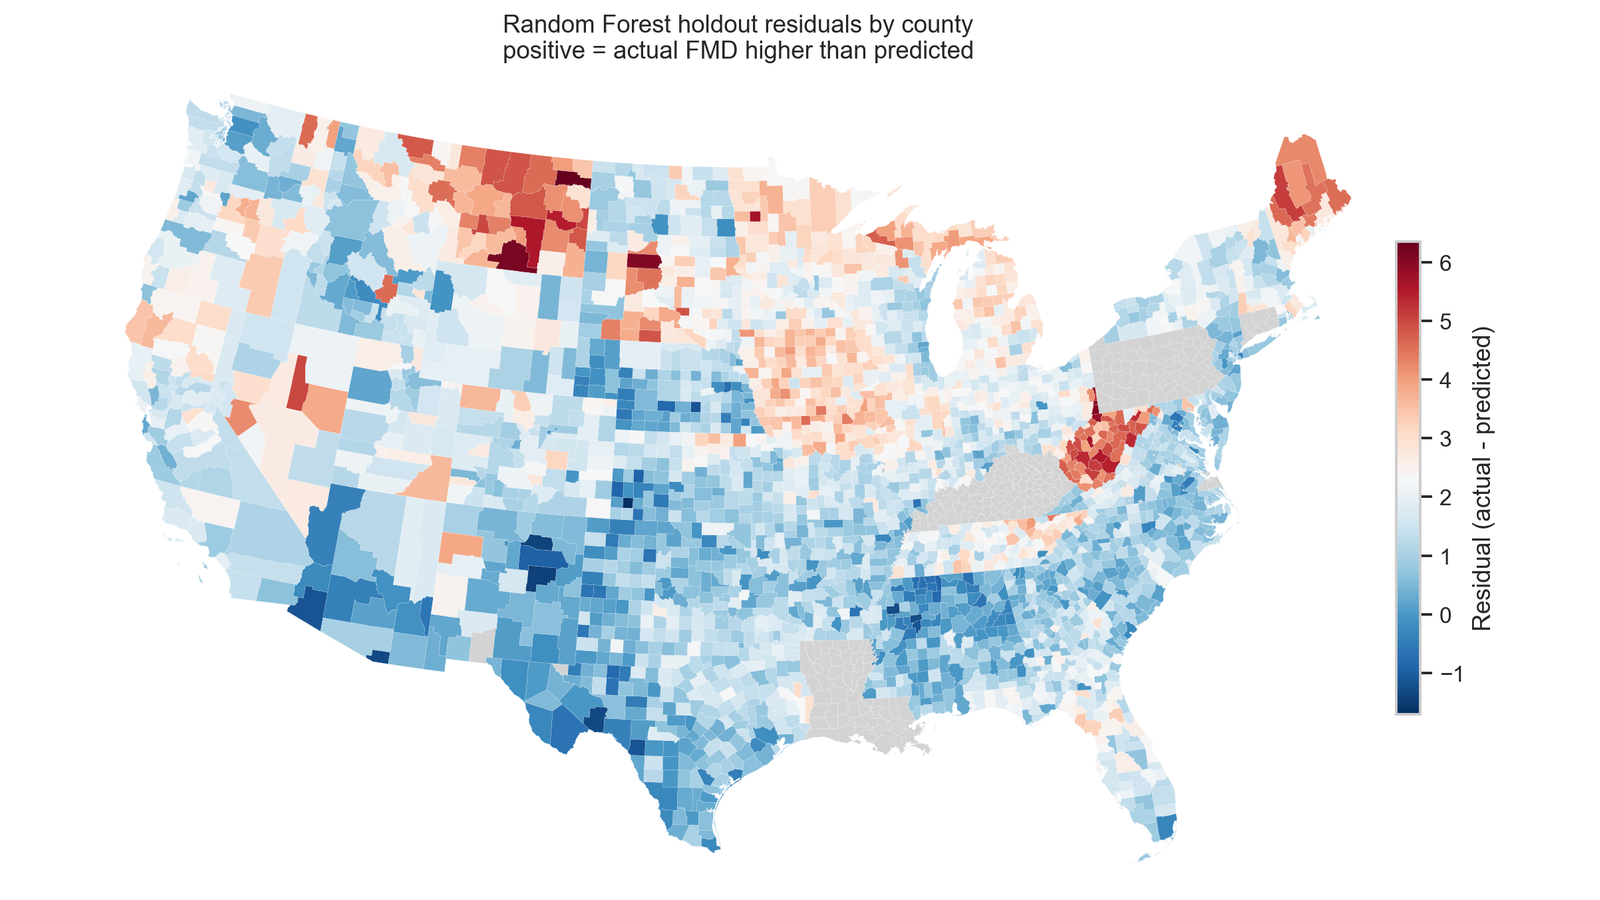 Random Forest holdout residuals by county
positive = actual FMD higher than predicted
6
5
4
3
2
1
0
−1
Residual (actual - predicted)